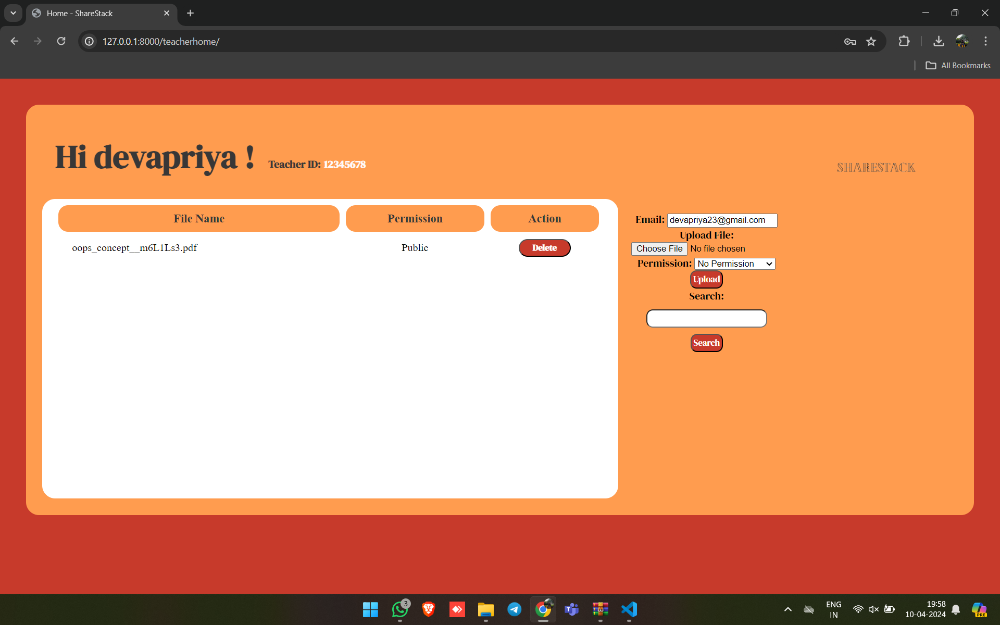 Home - ShareStack
127.0.0.1:8000/teacherhome/
All Bookmarks
Hi devapriya !
Teacher ID: 12345678
SHARESTACK
File Name
Permission
Action
oops_concept__m6L1Ls3.pdf
Public
Delete
Email: devapriya23@gmail.com
Upload File:
Choose File No file chosen
Permission: No Permission
Upload
Search:
Search
3
T
ENG
IN
19:58
10-04-2024
PRE